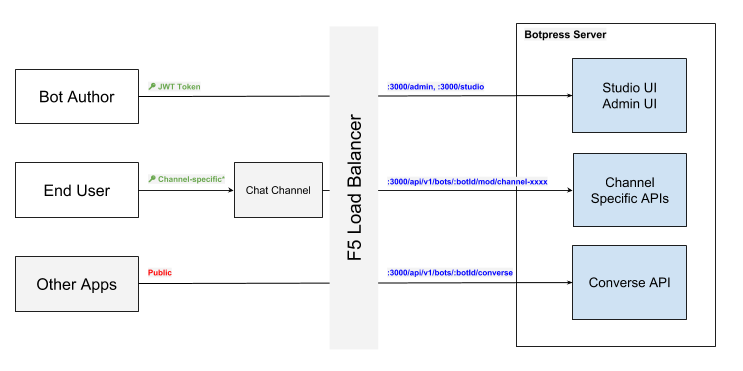 Botpress Server
Bot Author
JWT Token
:3000/admin, :3000/studio
Studio UI
Admin UI
End User
Channel-specific*
Chat Channel
F5 Load Balancer
:3000/api/v1/bots/:botId/mod/channel-xxxx
Channel
Specific APIs
Other Apps
Public
:3000/api/v1/bots/:botId/converse
Converse API